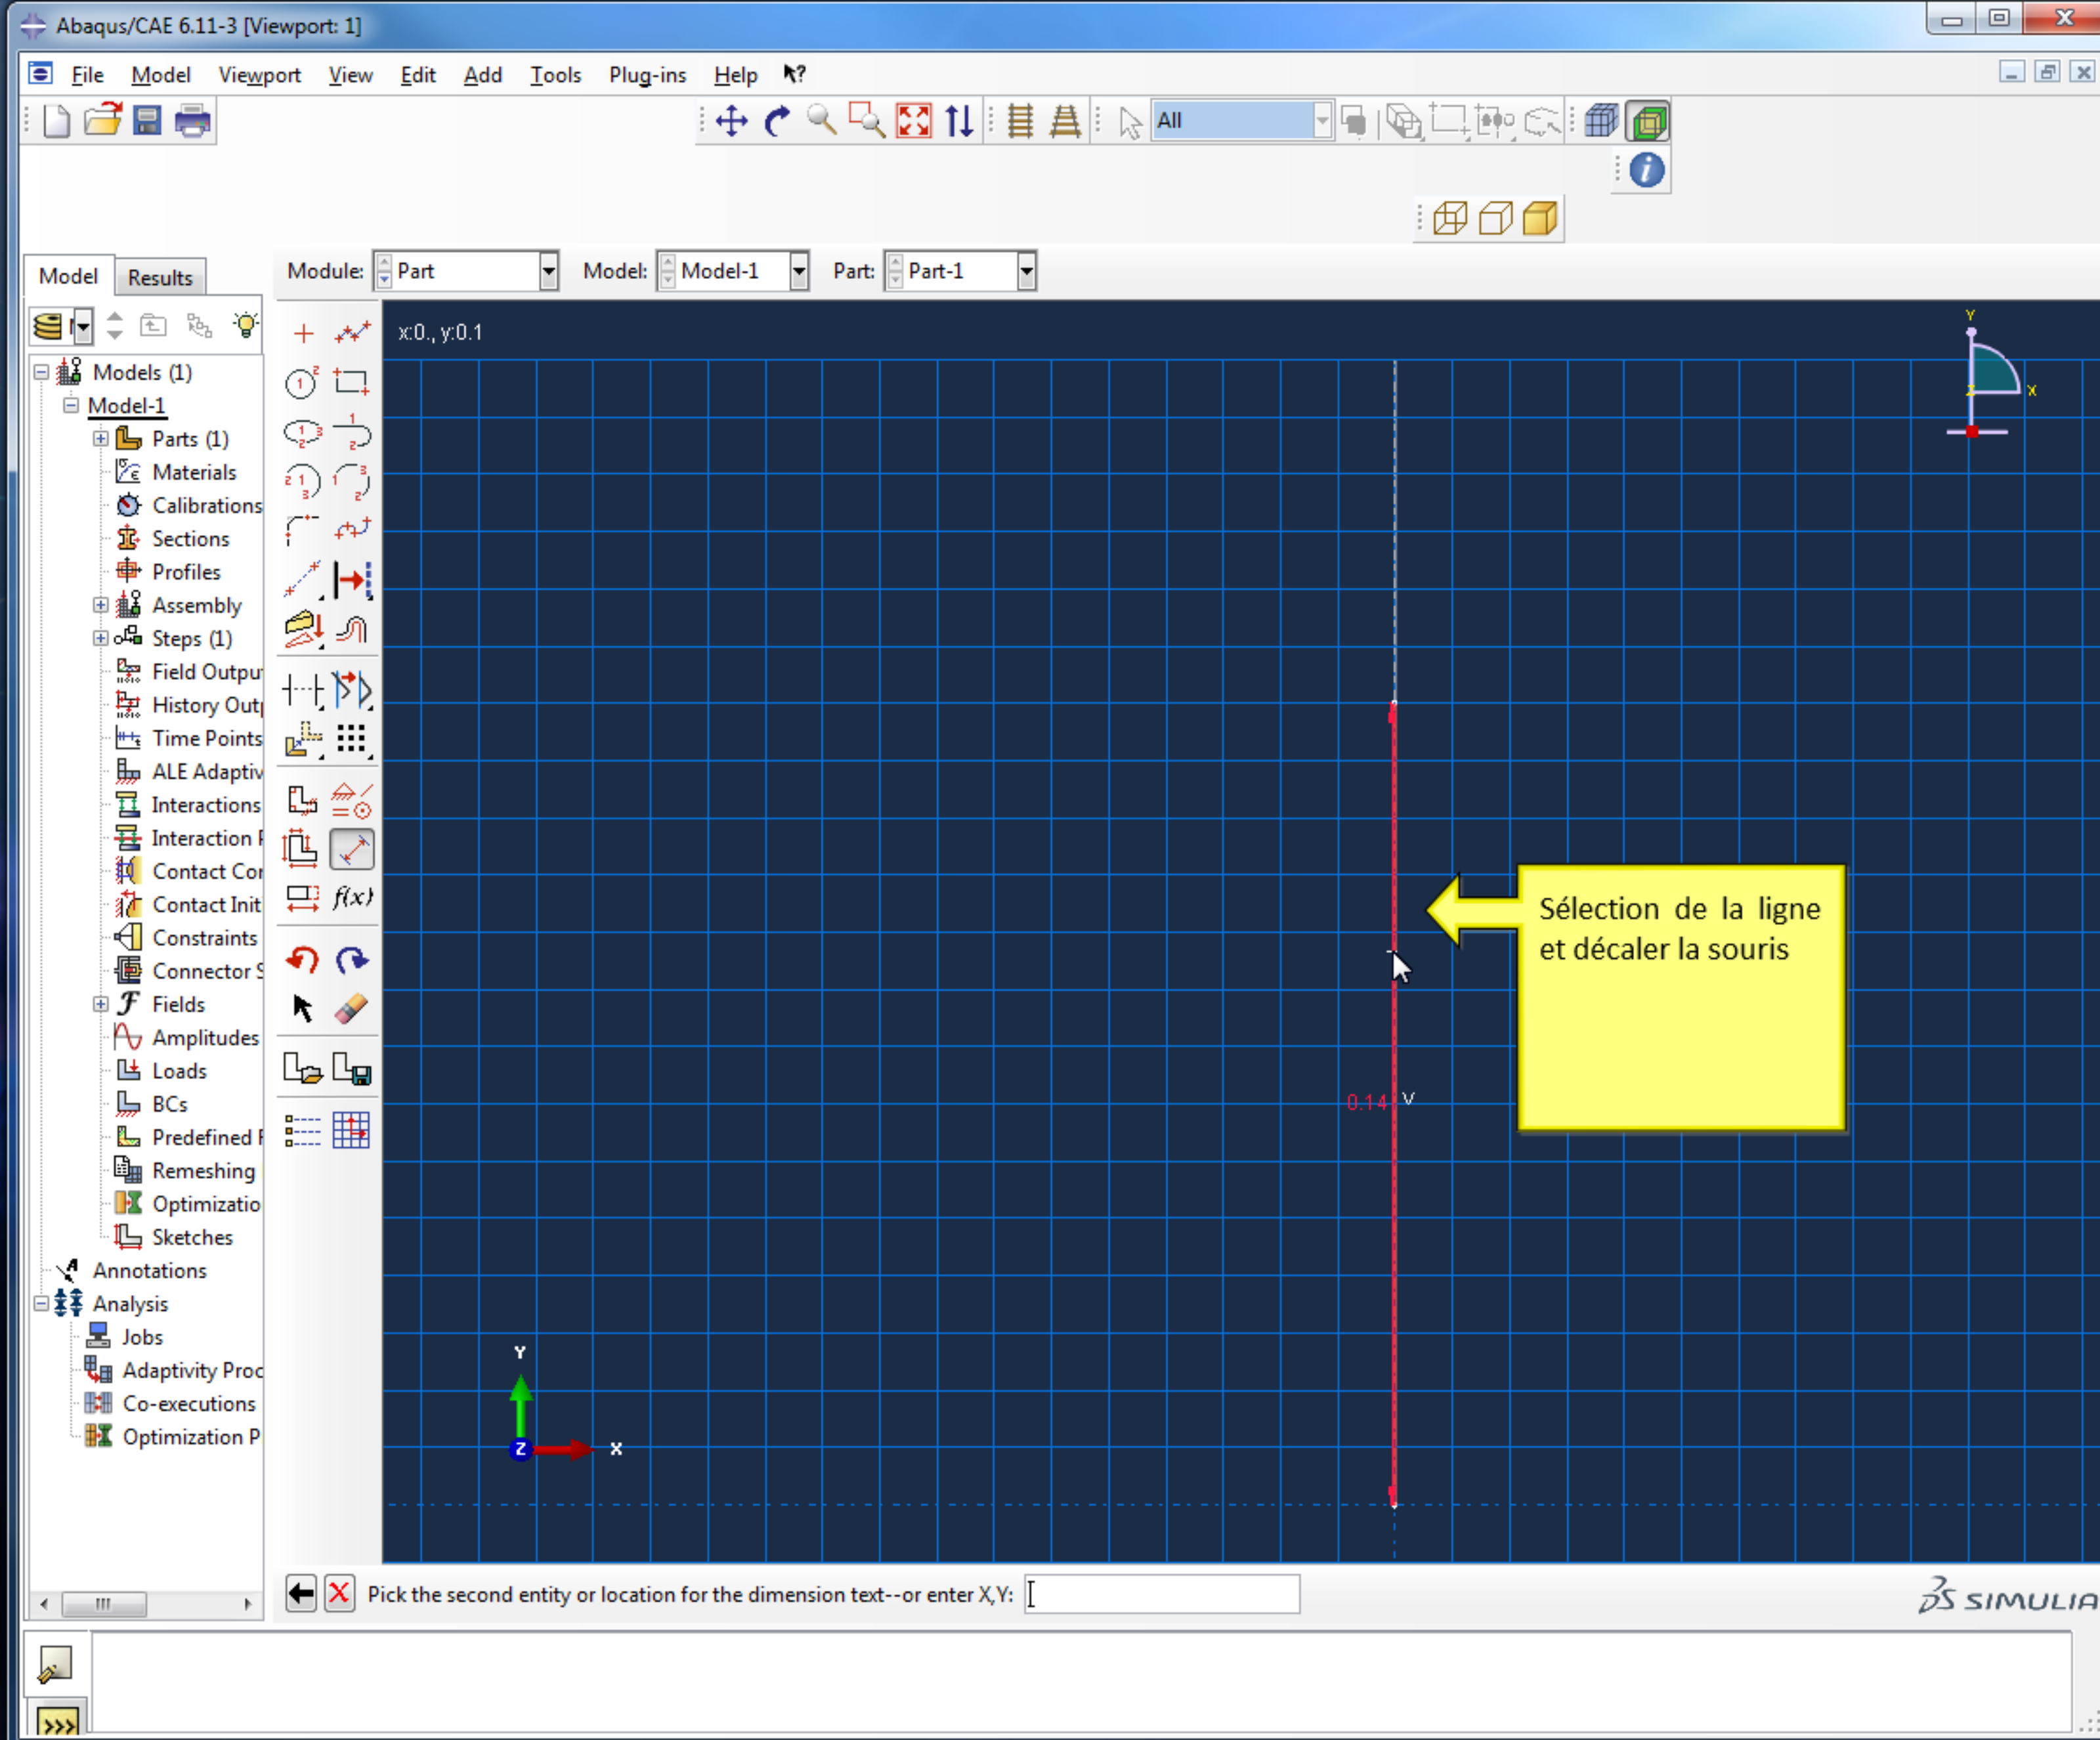 Abaqus/CAE 6.11-3 [Viewport: 1]
File Model Viewport View Edit Add Tools Plug-ins Help
All
Model Results
Module: Part Model: Model-1 Part: Part-1
x:0., y:0.1
Models (1)
Model-1
Parts (1)
Materials
Calibrations
Sections
Profiles
Assembly
Steps (1)
Field Outpu
History Out
Time Points
ALE Adaptiv
Interactions
Interaction
Contact Cor
Contact Init
Constraints
Connector S
Fields
Amplitudes
Loads
BCs
Predefined
Remeshing
Optimizatio
Sketches
Annotations
Analysis
Jobs
Adaptivity Proc
Co-executions
Optimization P
f(x)
Y
X
Z
Sélection de la ligne
et décaler la souris
0.14 V
Y
Z X
Pick the second entity or location for the dimension text--or enter X,Y:
SIMULIA
>>>